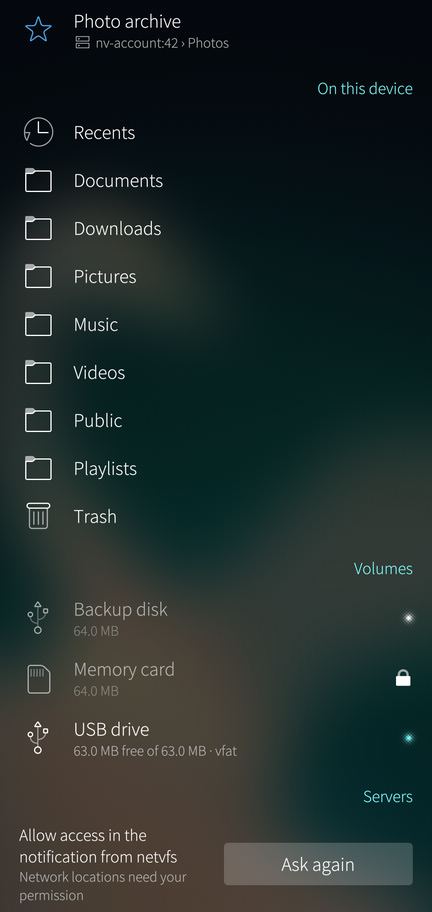 Photo archive
nv-account:42 › Photos
On this device
Recents
Documents
Downloads
Pictures
Music
Videos
Public
Playlists
Trash
Volumes
Backup disk
64.0 MB
Memory card
64.0 MB
USB drive
63.0 MB free of 63.0 MB · vfat
Servers
Allow access in the
notification from netvfs
Network locations need your
permission
Ask again